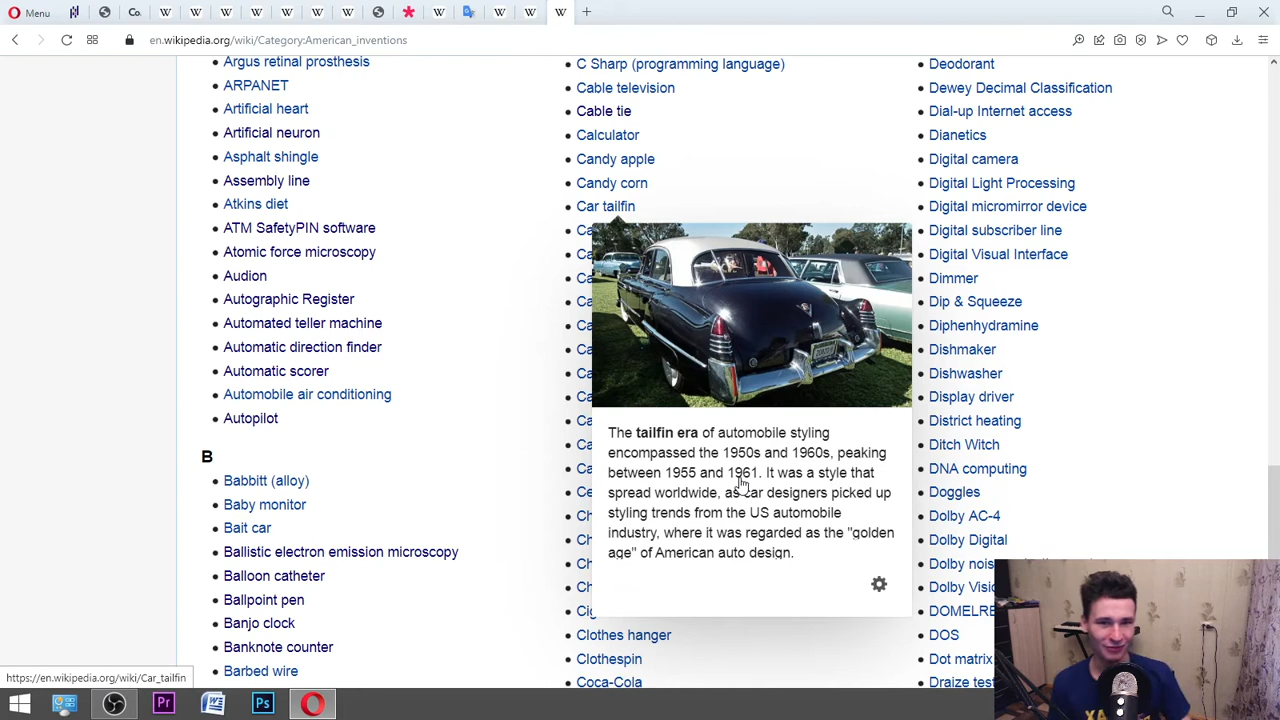 Menu
Co.
en.wikipedia.org/wiki/Category:American_inventions
Argus retinal prosthesis
ARPANET
Artificial heart
Artificial neuron
Asphalt shingle
Assembly line
Atkins diet
ATM SafetyPIN software
Atomic force microscopy
Audion
Autographic Register
Automated teller machine
Automatic direction finder
Automatic scorer
Automobile air conditioning
Autopilot
B
Babbitt (alloy)
Baby monitor
Bait car
Ballistic electron emission microscopy
Balloon catheter
Ballpoint pen
Banjo clock
Banknote counter
Barbed wire
C Sharp (programming language)
Cable television
Cable tie
Calculator
Candy apple
Candy corn
Car tailfin
The tailfin era of automobile styling
encompassed the 1950s and 1960s, peaking
between 1955 and 1961. It was a style that
spread worldwide, as car designers picked up
styling trends from the US automobile
industry, where it was regarded as the "golden
age" of American auto design.
Clothes hanger
Clothespin
Coca-Cola
Deodorant
Dewey Decimal Classification
Dial-up Internet access
Dianetics
Digital camera
Digital Light Processing
Digital micromirror device
Digital subscriber line
Digital Visual Interface
Dimmer
Dip & Squeeze
Diphenhydramine
Dishmaker
Dishwasher
Display driver
District heating
Ditch Witch
DNA computing
Doggles
Dolby AC-4
Dolby Digital
Dolby
Dolby
DOS
Dot matrix
Draize
https://en.wikipedia.org/wiki/Car_tailfin